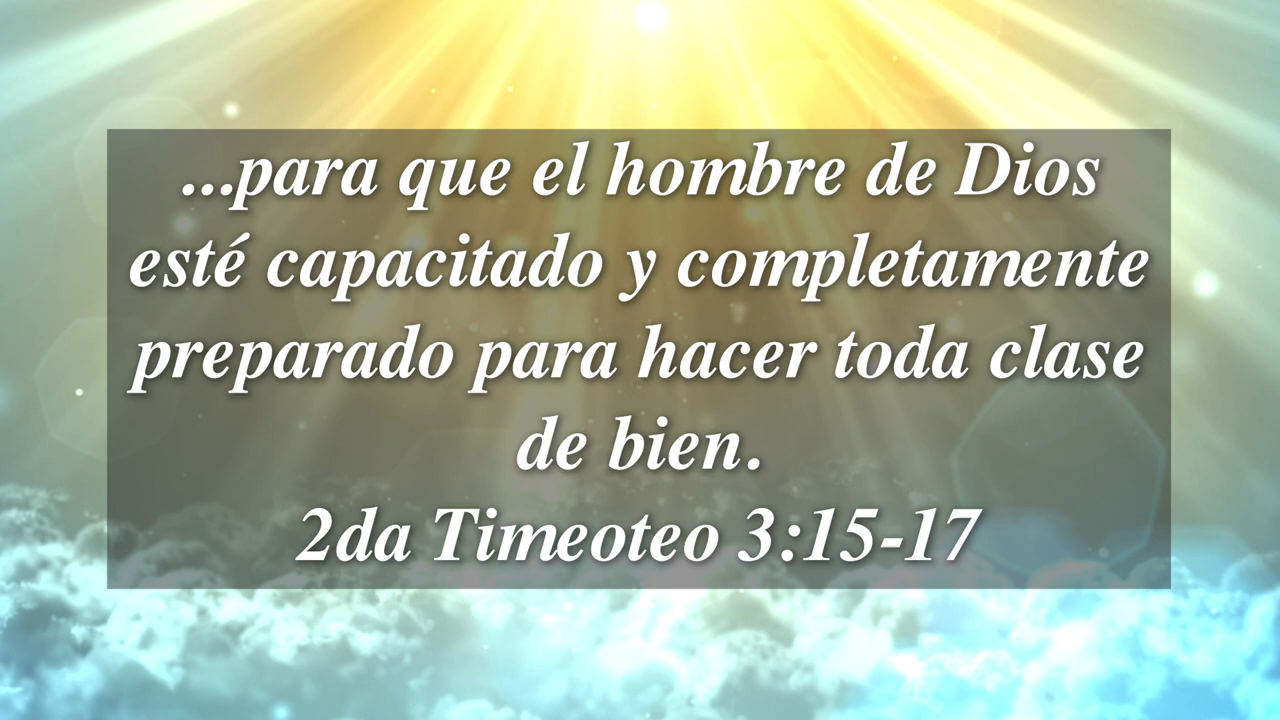 ...para que el hombre de Dios
esté capacitado y completamente
preparado para hacer toda clase
de bien.
2da Timeoteo 3:15-17